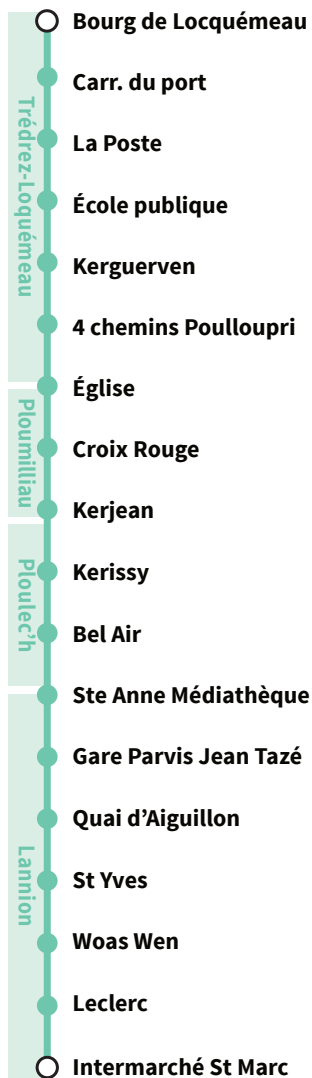 Bourg de Locquémeau
Carr. du port
La Poste
École publique
Kerguerven
4 chemins Poulloupri
Église
Croix Rouge
Kerjean
Kerissy
Bel Air
Ste Anne Médiathèque
Gare Parvis Jean Tazé
Quai d’Aiguillon
St Yves
Woas Wen
Leclerc
Intermarché St Marc
Trédrez-Loquémeau
Ploumilliau
Ploulec’h
Lannion